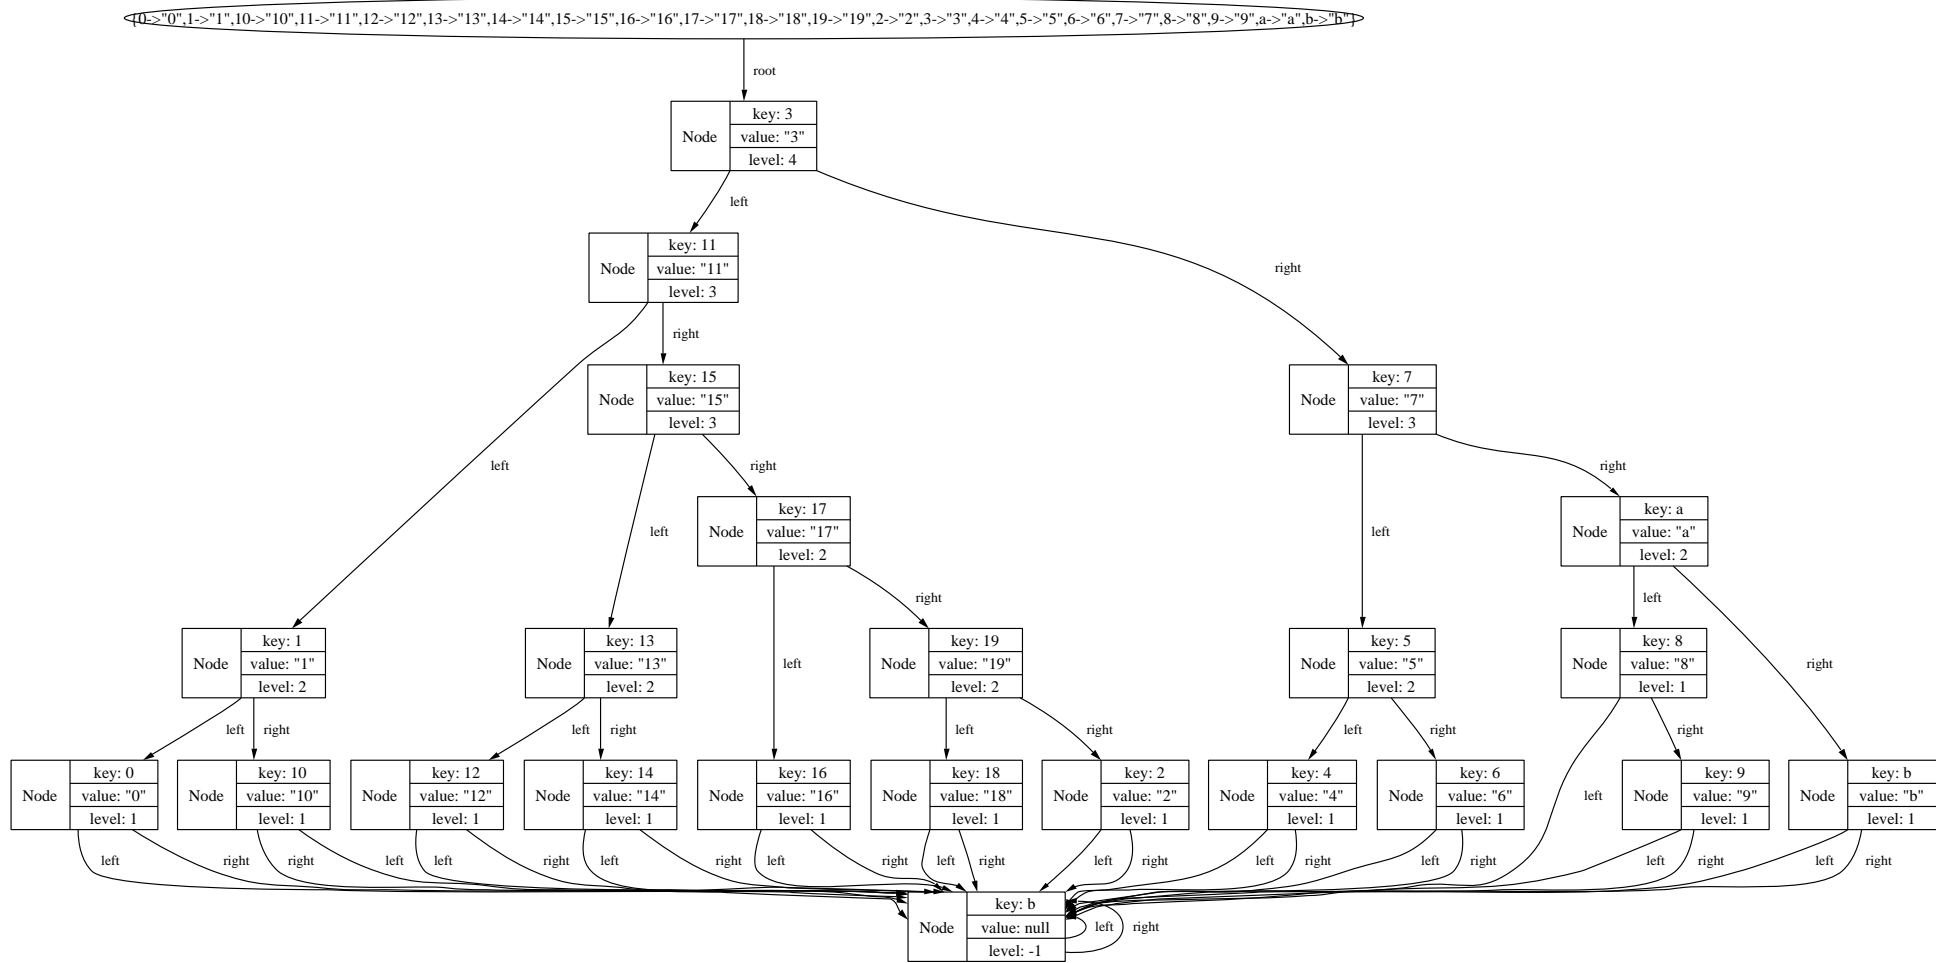 {0->"0",1->"1",10->"10",11->"11",12->"12",13->"13",14->"14",15->"15",16->"16",17->"17",18->"18",19->"19",2->"2",3->"3",4->"4",5->"5",6->"6",7->"7",8->"8",9->"9",a->"a",b->"b"}
root
Node
key: 3
value: "3"
level: 4
left
right
Node
key: 11
value: "11"
level: 3
left
right
Node
key: 15
value: "15"
level: 3
left
right
Node
key: 7
value: "7"
level: 3
left
right
Node
key: 17
value: "17"
level: 2
left
right
Node
key: a
value: "a"
level: 2
left
right
Node
key: 1
value: "1"
level: 2
left
right
Node
key: 13
value: "13"
level: 2
left
right
Node
key: 19
value: "19"
level: 2
left
right
Node
key: 5
value: "5"
level: 2
left
right
Node
key: 8
value: "8"
level: 1
left
right
Node
key: 0
value: "0"
level: 1
left
right
Node
key: 10
value: "10"
level: 1
right
left
Node
key: 12
value: "12"
level: 1
left
right
Node
key: 14
value: "14"
level: 1
left
right
Node
key: 16
value: "16"
level: 1
left
right
Node
key: 18
value: "18"
level: 1
left
right
Node
key: 2
value: "2"
level: 1
left
right
Node
key: 4
value: "4"
level: 1
left
right
Node
key: 6
value: "6"
level: 1
left
right
Node
key: 9
value: "9"
level: 1
left
right
Node
key: b
value: "b"
level: 1
left
right
Node
key: b
value: null
level: -1
left
right